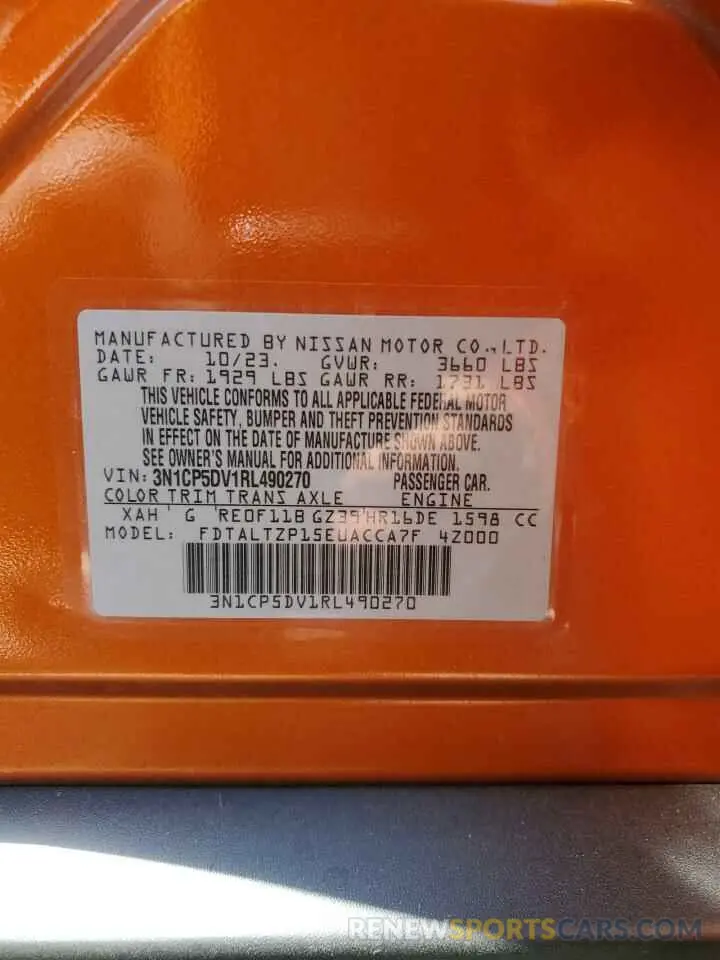 MANUFACTURED BY NISSAN MOTOR CO.,LTD.
DATE: 10/23. GVWR: 3660 LBS
GAWR FR: 1929 LBS GAWR RR: 1731 LBS
THIS VEHICLE CONFORMS TO ALL APPLICABLE FEDERAL MOTOR
VEHICLE SAFETY, BUMPER AND THEFT PREVENTION STANDARDS
IN EFFECT ON THE DATE OF MANUFACTURE SHOWN ABOVE.
SEE OWNER'S MANUAL FOR ADDITIONAL INFORMATION.
VIN: 3N1CP5DV1RL490270 PASSENGER CAR.
COLOR TRIM TRANS AXLE ENGINE
XAH G RE0F11B GZ39 HR16DE 1598 CC
MODEL: FDTALTZP15EUACCA7F 4Z000
3N1CP5DV1RL490270
RENEWSPORTSCARS.COM